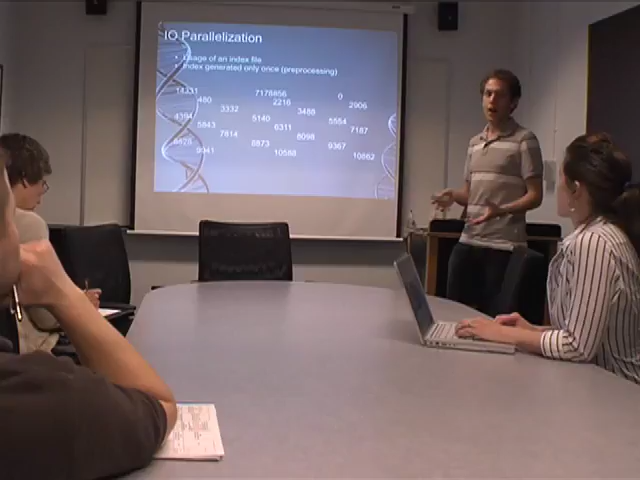 IO Parallelization
• Usage of an index file
• Index generated only once (preprocessing)
14331 7178856 0
480 2216 2906
3332 3488
4394 5140 5554
5843 6311 7187
7814 8098
6626 8873 9367
9041 10588 10862